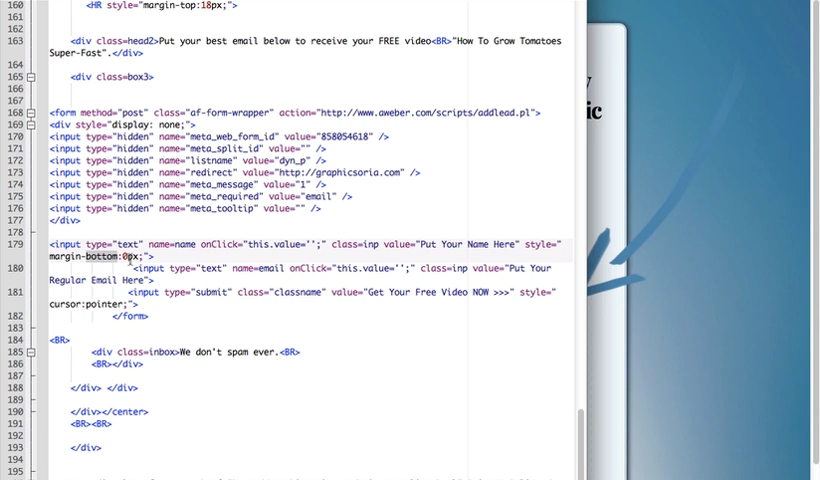 160 <HR style="margin-top:18px;">
161
162
163 <div class=head2>Put your best email below to receive your FREE video<BR>"How To Grow Tomatoes
Super-Fast".</div>
164
165 <div class=box3>
166
167
168 <form method="post" class="af-form-wrapper" action="http://www.aweber.com/scripts/addlead.pl">
169 <div style="display: none;">
170 <input type="hidden" name="meta_web_form_id" value="858054618" />
171 <input type="hidden" name="meta_split_id" value="" />
172 <input type="hidden" name="listname" value="dyn_p" />
173 <input type="hidden" name="redirect" value="http://graphicsoria.com" />
174 <input type="hidden" name="meta_message" value="1" />
175 <input type="hidden" name="meta_required" value="email" />
176 <input type="hidden" name="meta_tooltip" value="" />
177 </div>
178
179 <input type="text" name=name onClick="this.value='';" class=inp value="Put Your Name Here" style="
margin-bottom:0px;">
180 <input type="text" name=email onClick="this.value='';" class=inp value="Put Your
Regular Email Here">
181 <input type="submit" class="classname" value="Get Your Free Video NOW >>>" style="
cursor:pointer;">
182 </form>
183
184 <BR>
185 <div class=inbox>We don't spam ever.<BR>
186 <BR></div>
187
188 </div> </div>
189
190 </div></center>
191 <BR><BR>
192
193 </div>
194
195
ic